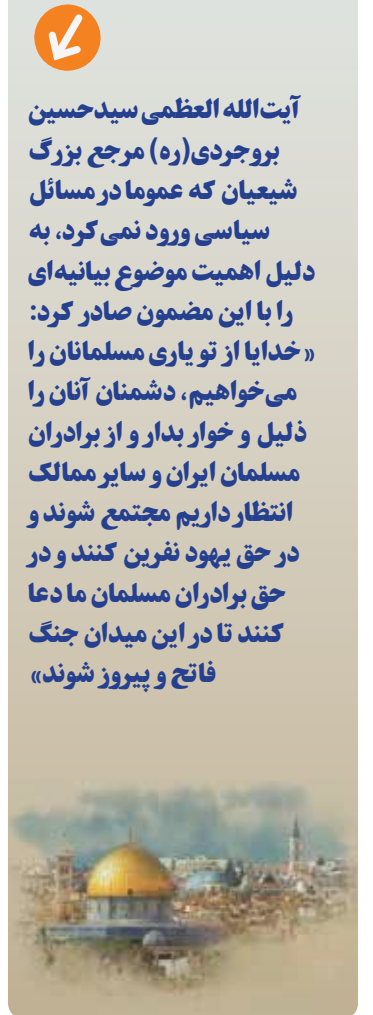 آیت‌الله العظمی سیدحسین
بروجردی(ره) مرجع بزرگ
شیعیان که عموما در مسائل
سیاسی ورود نمی‌کرد، به
دلیل اهمیت موضوع بیانیه‌ای
را با این مضمون صادر کرد:
«خدایا از تو یاری مسلمانان را
می‌خواهیم، دشمنان آنان را
ذلیل و خوار بدار و از برادران
مسلمان ایران و سایر ممالک
انتظار داریم مجتمع شوند و
در حق یهود نفرین کنند و در
حق برادران مسلمان ما دعا
کنند تا در این میدان جنگ
فاتح و پیروز شوند»